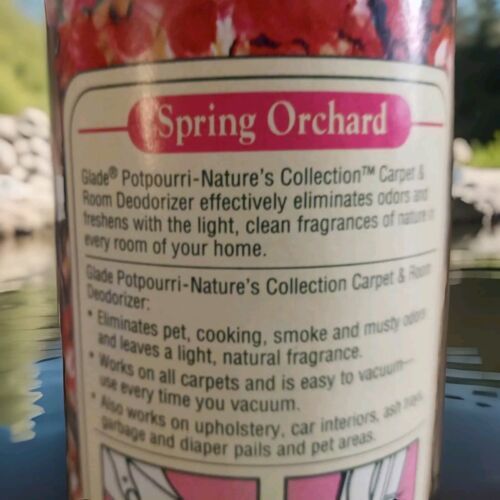 Spring Orchard
Glade® Potpourri-Nature's Collection™ Carpet &
Room Deodorizer effectively eliminates odors and
freshens with the light, clean fragrances of nature in
every room of your home.
Glade Potpourri-Nature's Collection Carpet & Room
Deodorizer:
• Eliminates pet, cooking, smoke and musty odors
and leaves a light, natural fragrance.
• Works on all carpets and is easy to vacuum—
use every time you vacuum.
• Also works on upholstery, car interiors, ash trays,
garbage and diaper pails and pet areas.